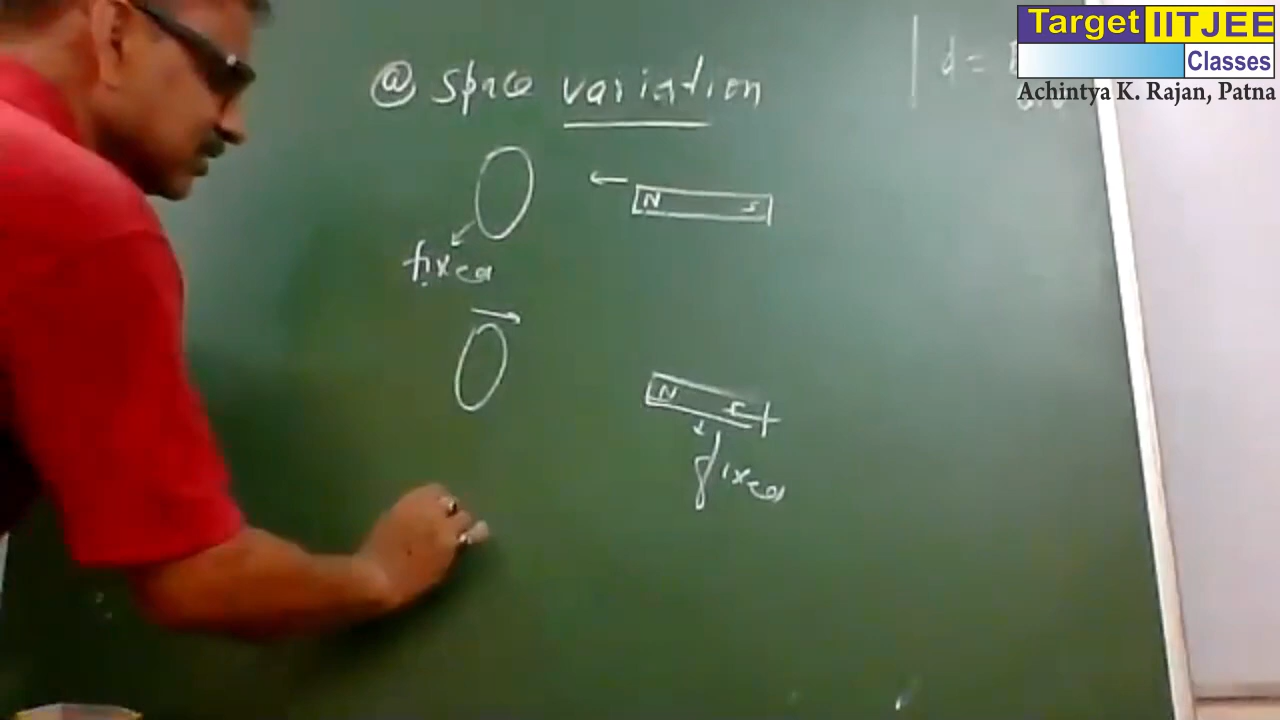 Target IITJEE
Classes
Achintya K. Rajan, Patna
@ space variation
d =
N S
fixed
N S
fixed